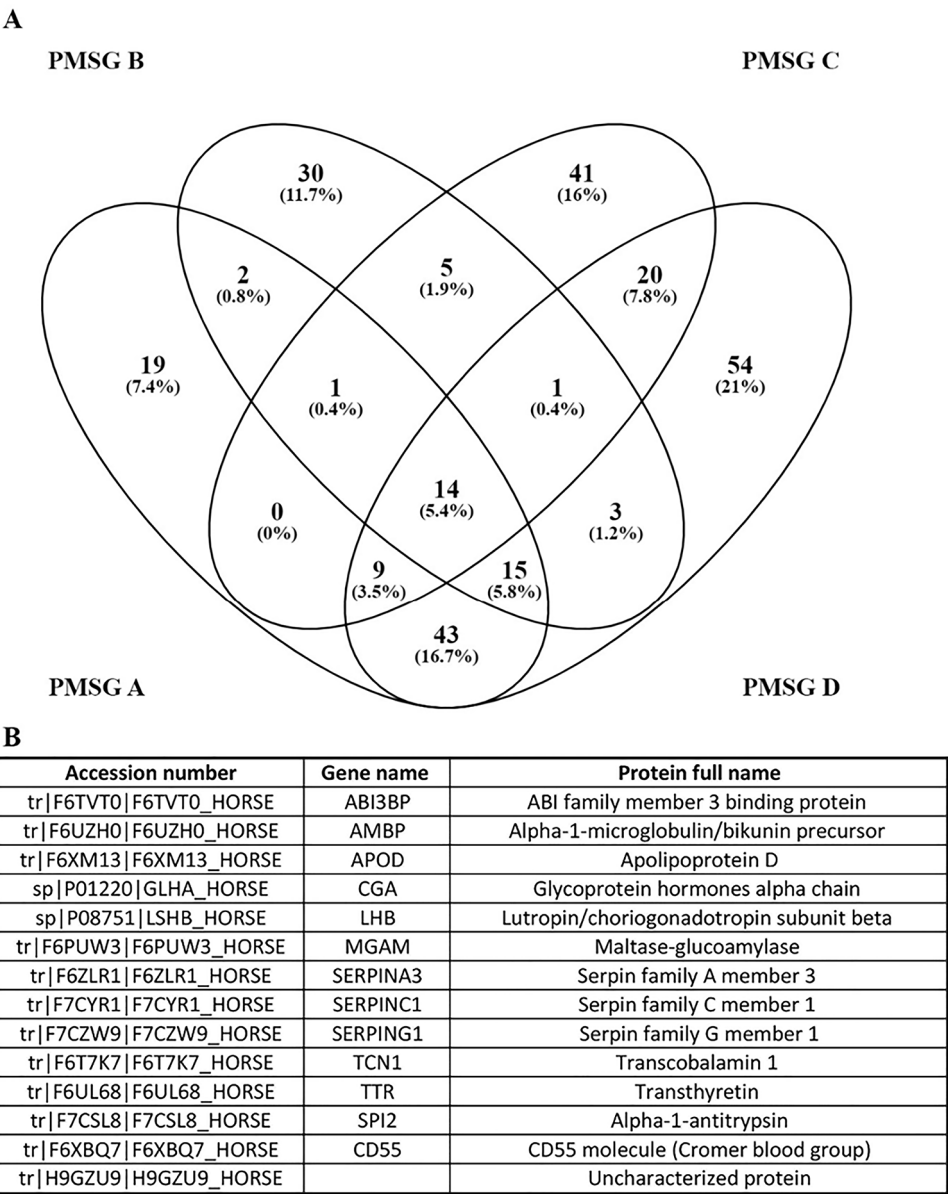 A
PMSG B
PMSG C
30
(11.7%)
41
(16%)
2
(0.8%)
5
(1.9%)
20
(7.8%)
19
(7.4%)
1
(0.4%)
1
(0.4%)
54
(21%)
0
(0%)
14
(5.4%)
3
(1.2%)
9
(3.5%)
15
(5.8%)
43
(16.7%)
PMSG A
PMSG D
B
Accession number Gene name Protein full name
tr|F6TVT0|F6TVT0_HORSE ABI3BP ABI family member 3 binding protein
tr|F6UZH0|F6UZH0_HORSE AMBP Alpha-1-microglobulin/bikunin precursor
tr|F6XM13|F6XM13_HORSE APOD Apolipoprotein D
sp|P01220|GLHA_HORSE CGA Glycoprotein hormones alpha chain
sp|P08751|LSHB_HORSE LHB Lutropin/choriogonadotropin subunit beta
tr|F6PUW3|F6PUW3_HORSE MGAM Maltase-glucoamylase
tr|F6ZLR1|F6ZLR1_HORSE SERPINA3 Serpin family A member 3
tr|F7CYR1|F7CYR1_HORSE SERPINC1 Serpin family C member 1
tr|F7CZW9|F7CZW9_HORSE SERPING1 Serpin family G member 1
tr|F6T7K7|F6T7K7_HORSE TCN1 Transcobalamin 1
tr|F6UL68|F6UL68_HORSE TTR Transthyretin
tr|F7CSL8|F7CSL8_HORSE SPI2 Alpha-1-antitrypsin
tr|F6XBQ7|F6XBQ7_HORSE CD55 CD55 molecule (Cromer blood group)
tr|H9GZU9|H9GZU9_HORSE Uncharacterized protein